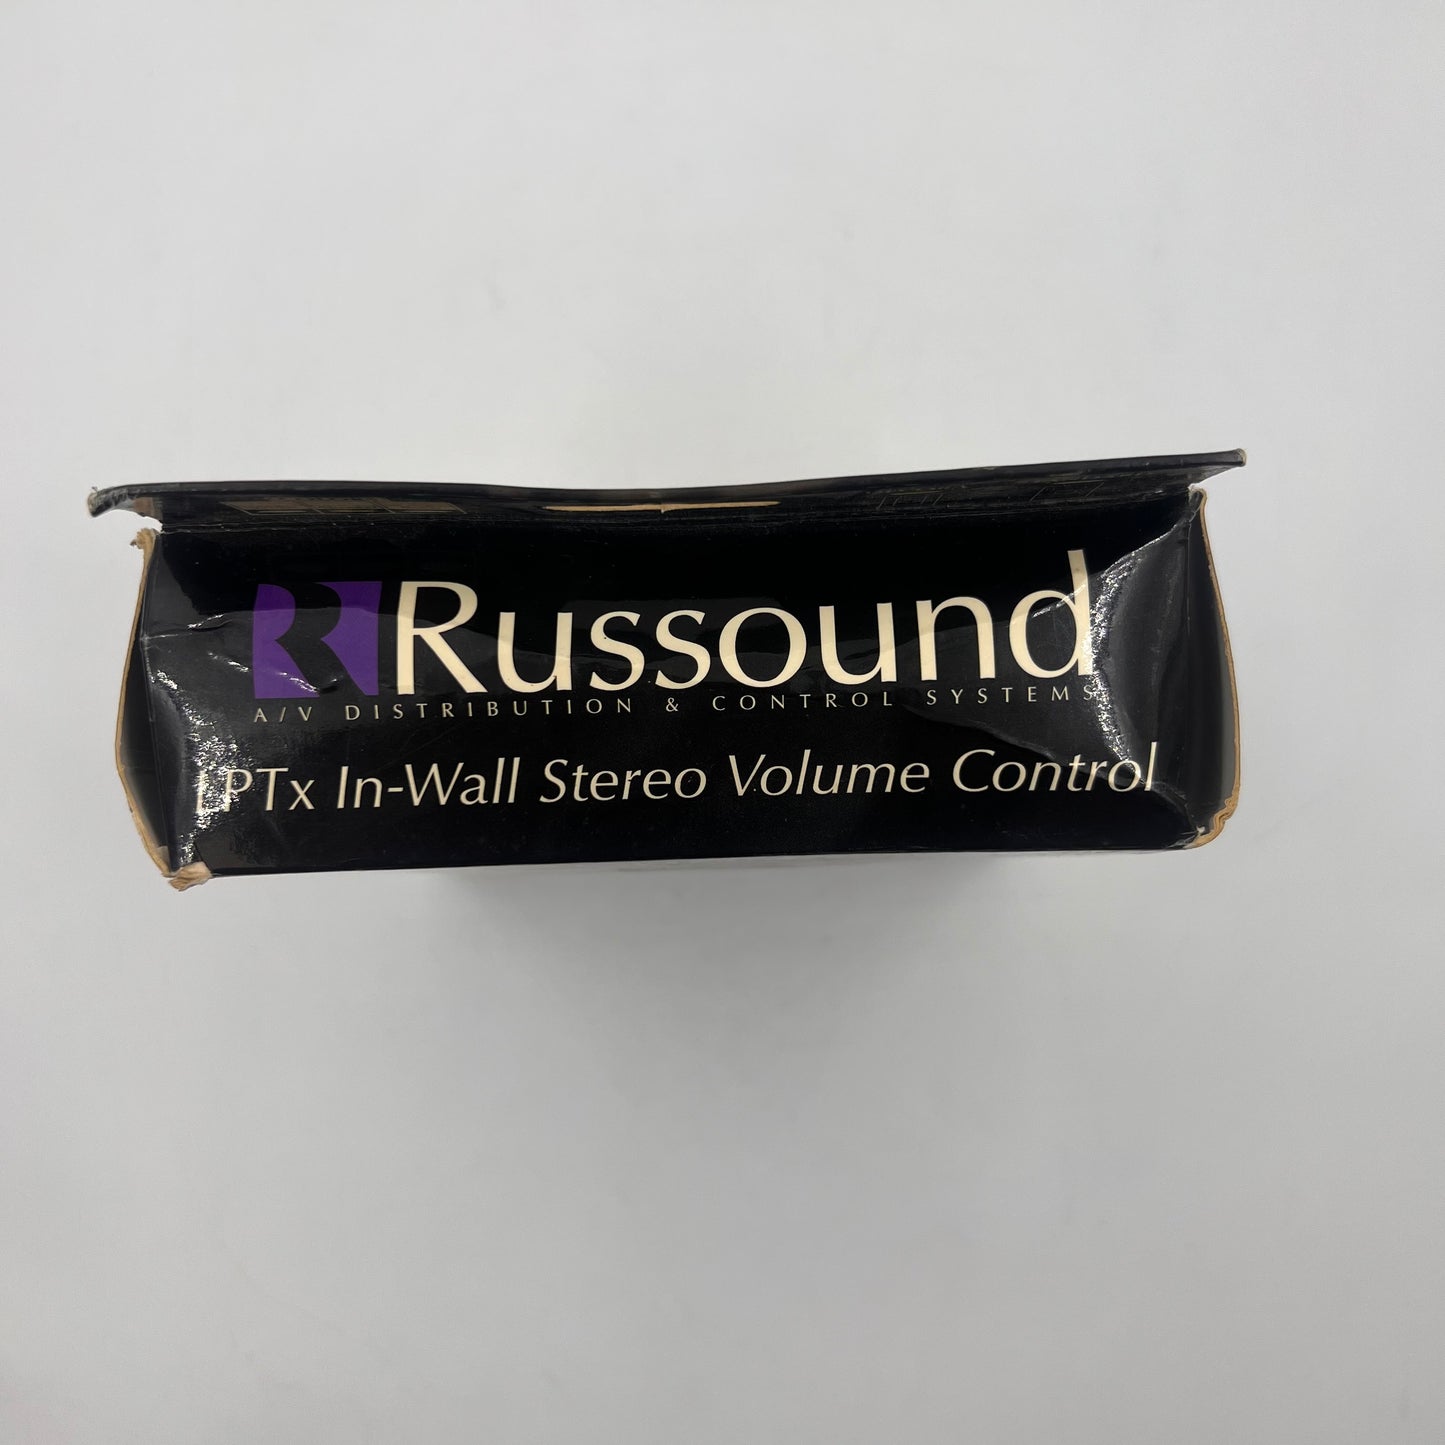 Russound
A/V DISTRIBUTION & CONTROL SYSTEMS
LPTx In-Wall Stereo Volume Control